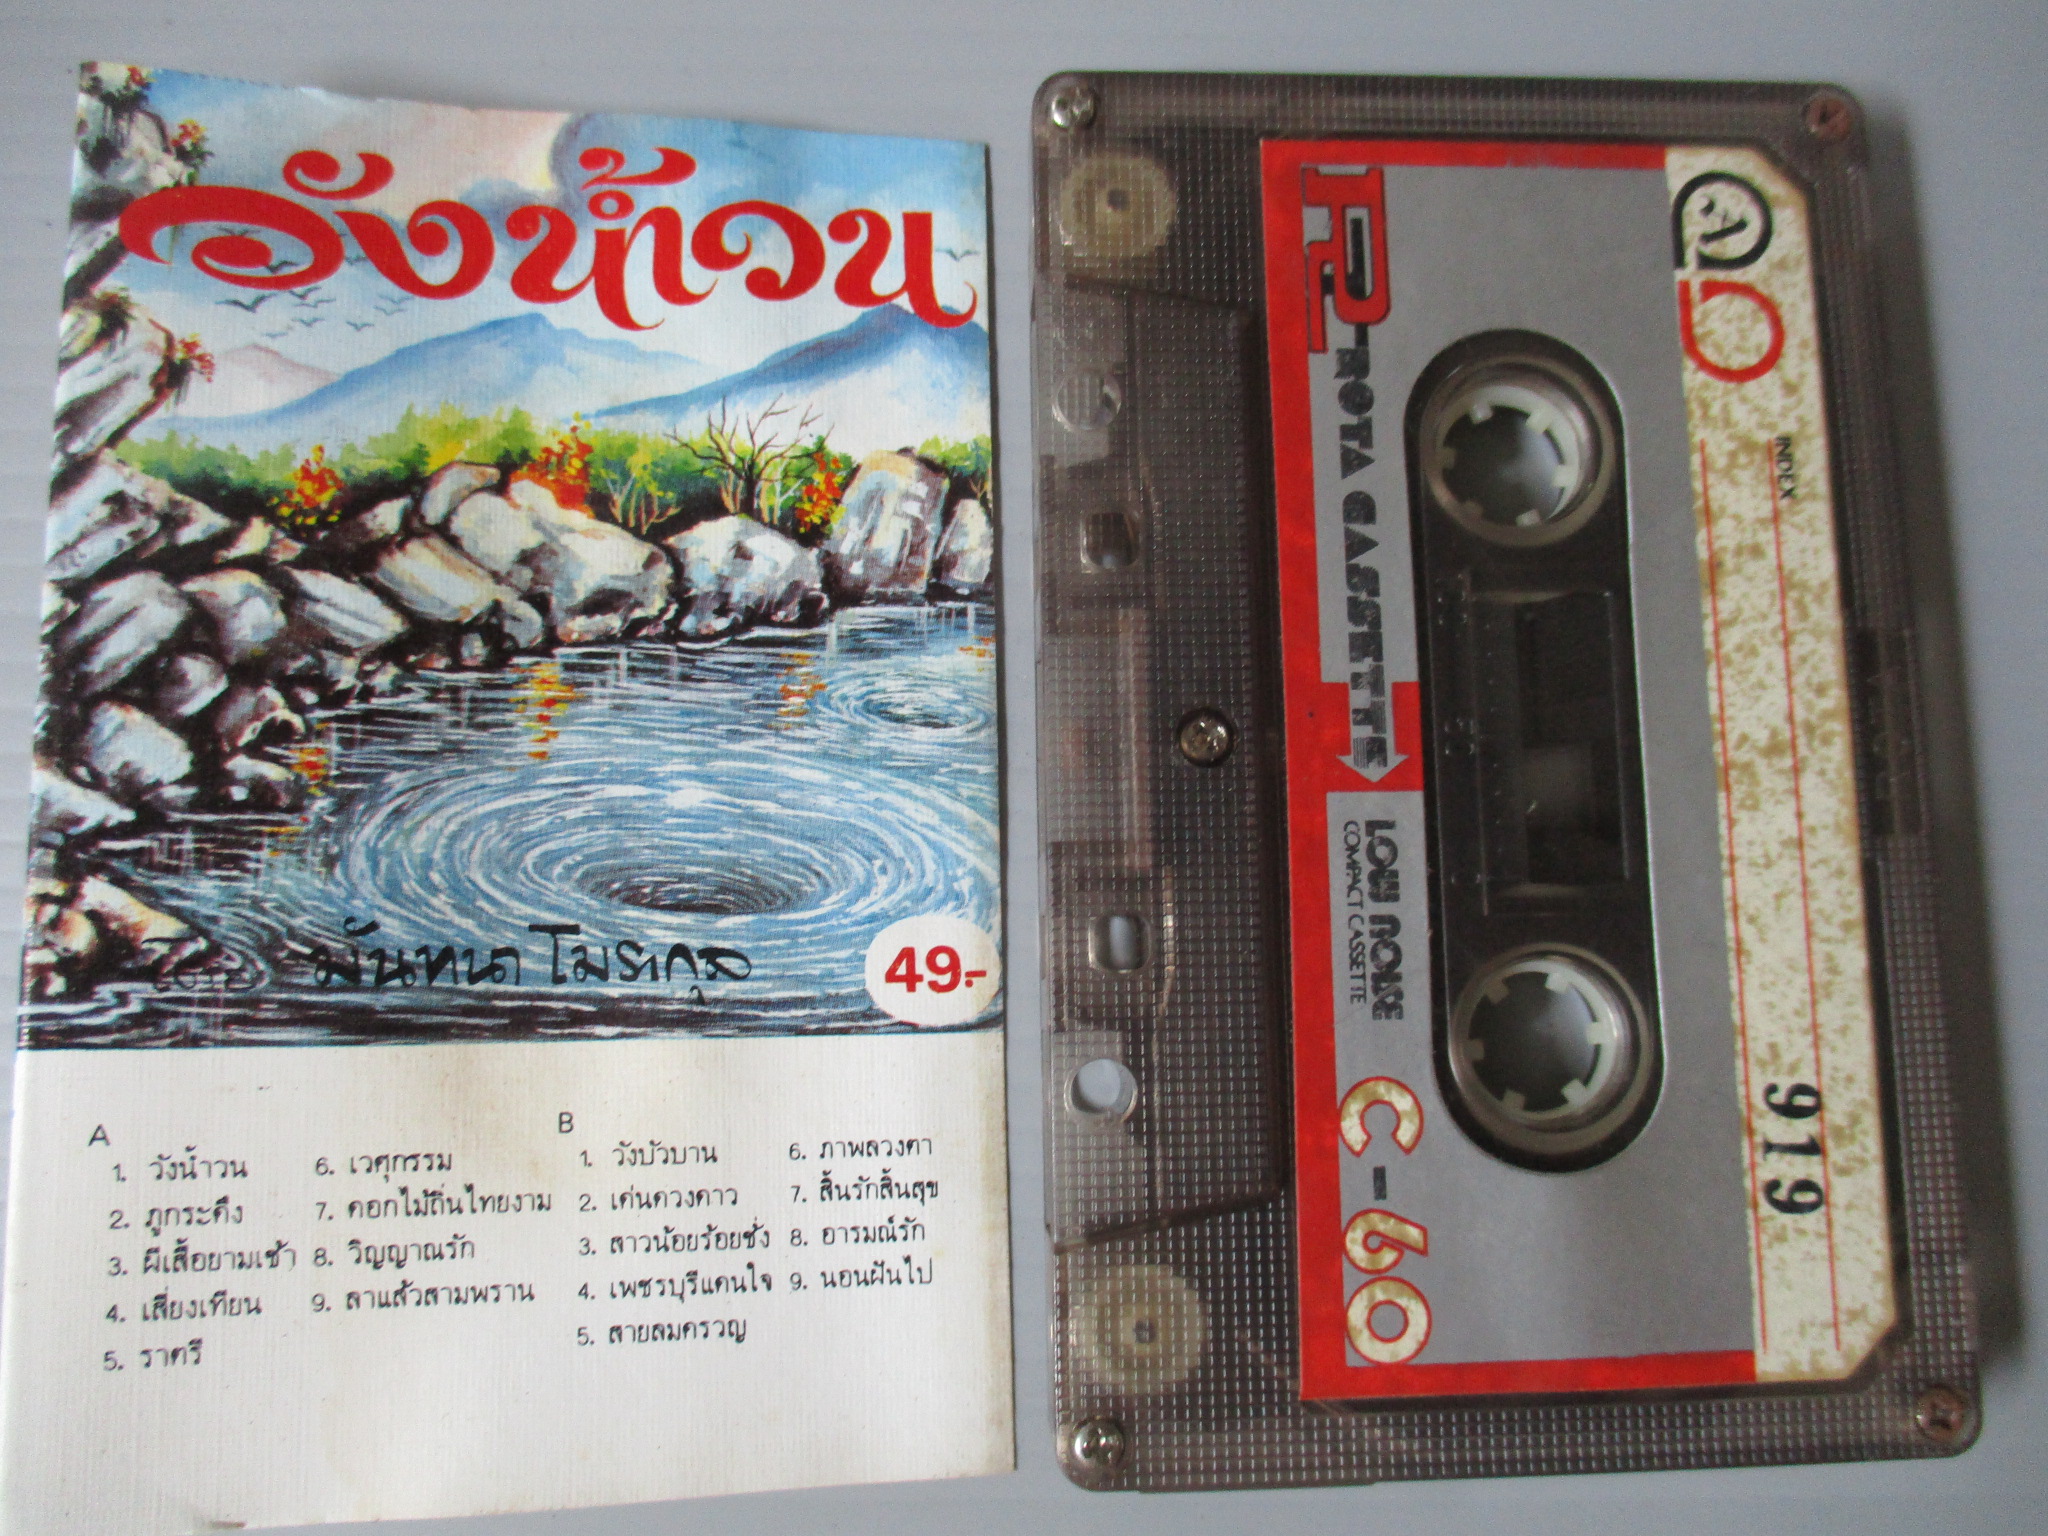 วังน้ำวน
โดย มัณทนา โมรากุล
49.-
A
1. วังน้ำวน
2. ภูกระดึง
3. ผีเสื้อยามเช้า
4. เสี่ยงเทียน
5. ราตรี
6. เวศุกรรม
7. ดอกไม้ถิ่นไทยงาม
8. วิญญาณรัก
9. ลาแล้วสามพราน
B
1. วังบัวบาน
2. เด่นดวงดาว
3. สาวน้อยร้อยชั่ง
4. เพชรบุรีแดนใจ
5. สายลมครวญ
6. ภาพลวงตา
7. สิ้นรักสิ้นสุข
8. อารมณ์รัก
9. นอนฝันไป
A
INDEX
919
ROTA CASSETTE
LOW NOISE
COMPACT CASSETTE
C-60